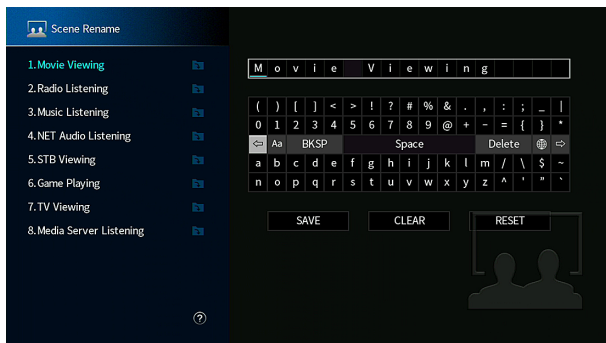 Scene Rename
1.Movie Viewing
2.Radio Listening
3.Music Listening
4.NET Audio Listening
5.STB Viewing
6.Game Playing
7.TV Viewing
8.Media Server Listening
?
Movie Viewing
( ) [ ] < > ! ? # % & . , : ; _ |
0 1 2 3 4 5 6 7 8 9 @ + - = { } *
⇦ Aa BKSP Space Delete ⇨
a b c d e f g h i j k l m / \ $ ~
n o p q r s t u v w x y z ^ ' " `
SAVE CLEAR RESET